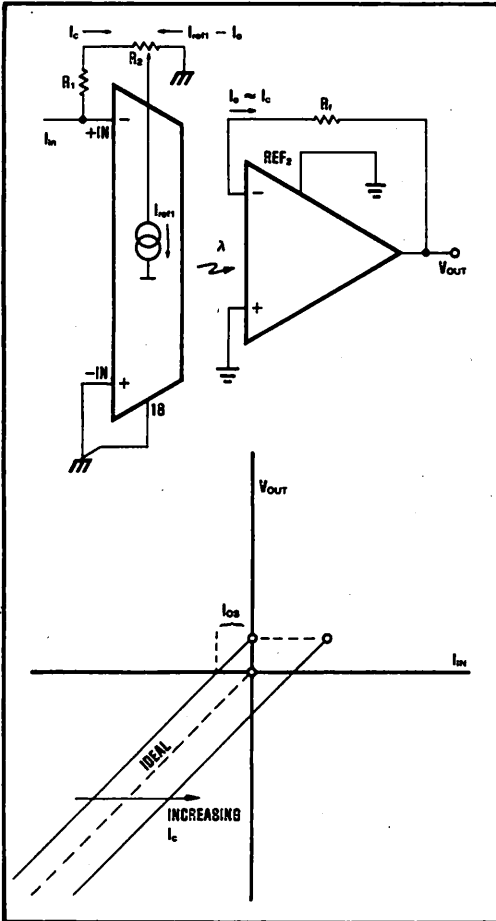 Ic
Iref1 − Ic
R2
R1
Iin
+IN
−
Iref1
−IN
+
18
λ
Io ≈ Ic
Rf
REF2
−
+
VOUT
VOUT
IOS
IIN
IDEAL
INCREASING
Ic